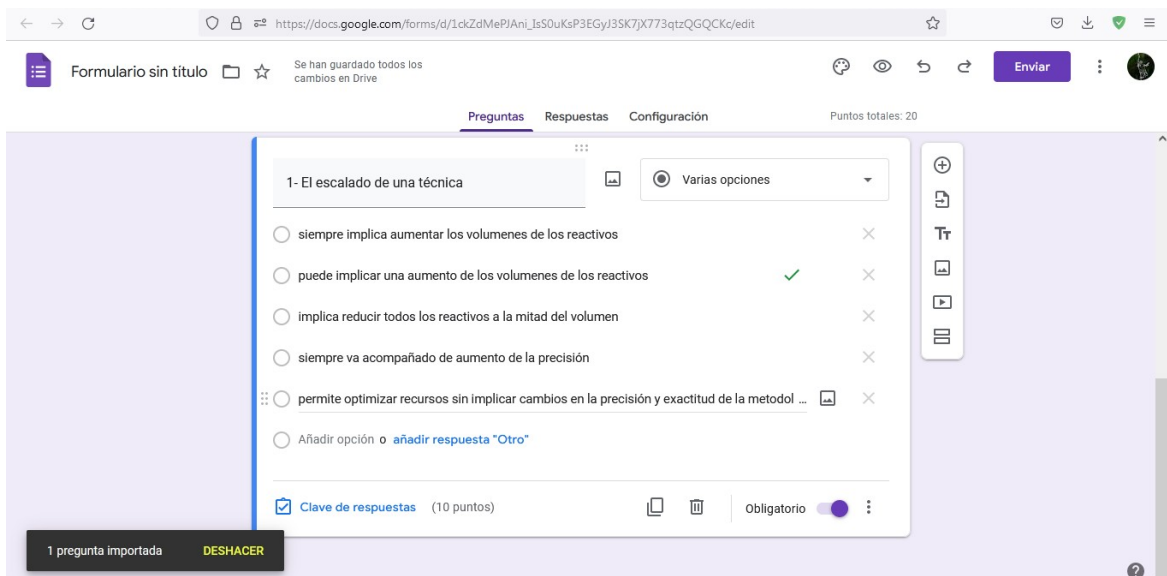 https://docs.google.com/forms/d/1ckZdMePJAni_IsS0uKsP3EGyJ3SK7jX773qtzQGQCKc/edit
Formulario sin título
Se han guardado todos los
cambios en Drive
Enviar
Preguntas Respuestas Configuración
Puntos totales: 20
1- El escalado de una técnica
Varias opciones
siempre implica aumentar los volumenes de los reactivos
puede implicar una aumento de los volumenes de los reactivos
implica reducir todos los reactivos a la mitad del volumen
siempre va acompañado de aumento de la precisión
permite optimizar recursos sin implicar cambios en la precisión y exactitud de la metodol ...
Añadir opción o añadir respuesta "Otro"
Clave de respuestas (10 puntos)
Obligatorio
1 pregunta importada DESHACER